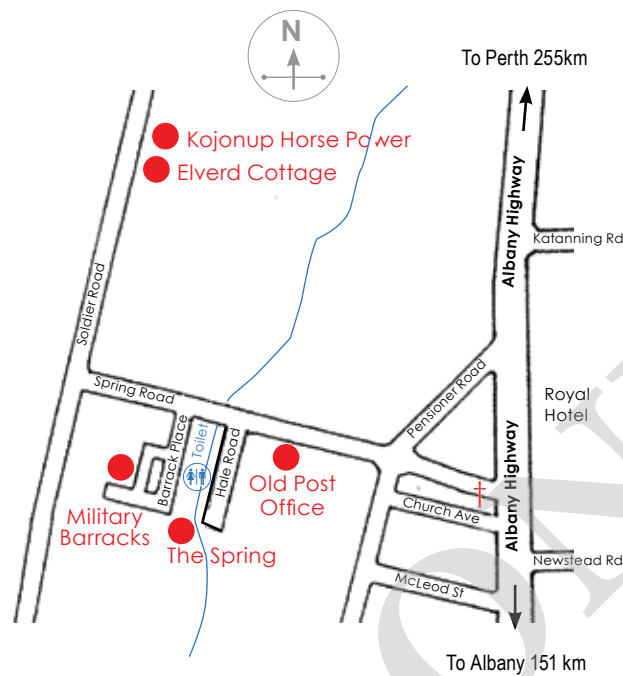 N
To Perth 255km
Kojonup Horse Power
Elverd Cottage
Albany Highway
Katanning Rd
Soldier Road
Spring Road
Pensioner Road
Royal
Hotel
Barrack Place
Toilet
Hale Road
Old Post
Office
Military
Barracks
The Spring
Church Ave
Albany Highway
Newstead Rd
McLeod St
To Albany 151 km